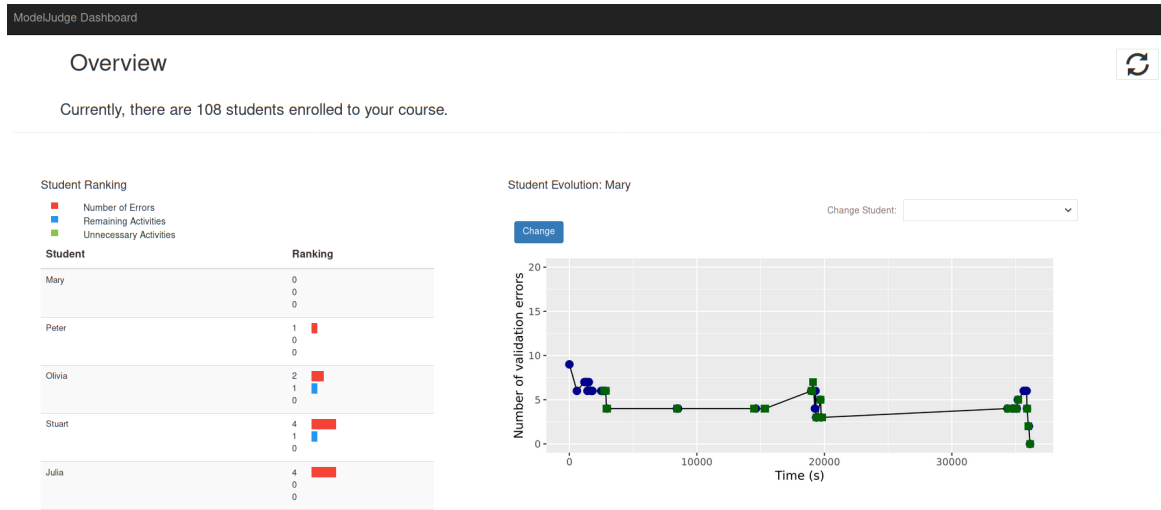 ModelJudge Dashboard
Overview
Currently, there are 108 students enrolled to your course.
Student Ranking
Number of Errors
Remaining Activities
Unnecessary Activities
Student Ranking
Mary 0
0
0
Peter 1
0
0
Olivia 2
1
0
Stuart 4
1
0
Julia 4
0
0
Student Evolution: Mary
Change Student:
Change
Number of validation errors
20
15
10
5
0
0 10000 20000 30000
Time (s)